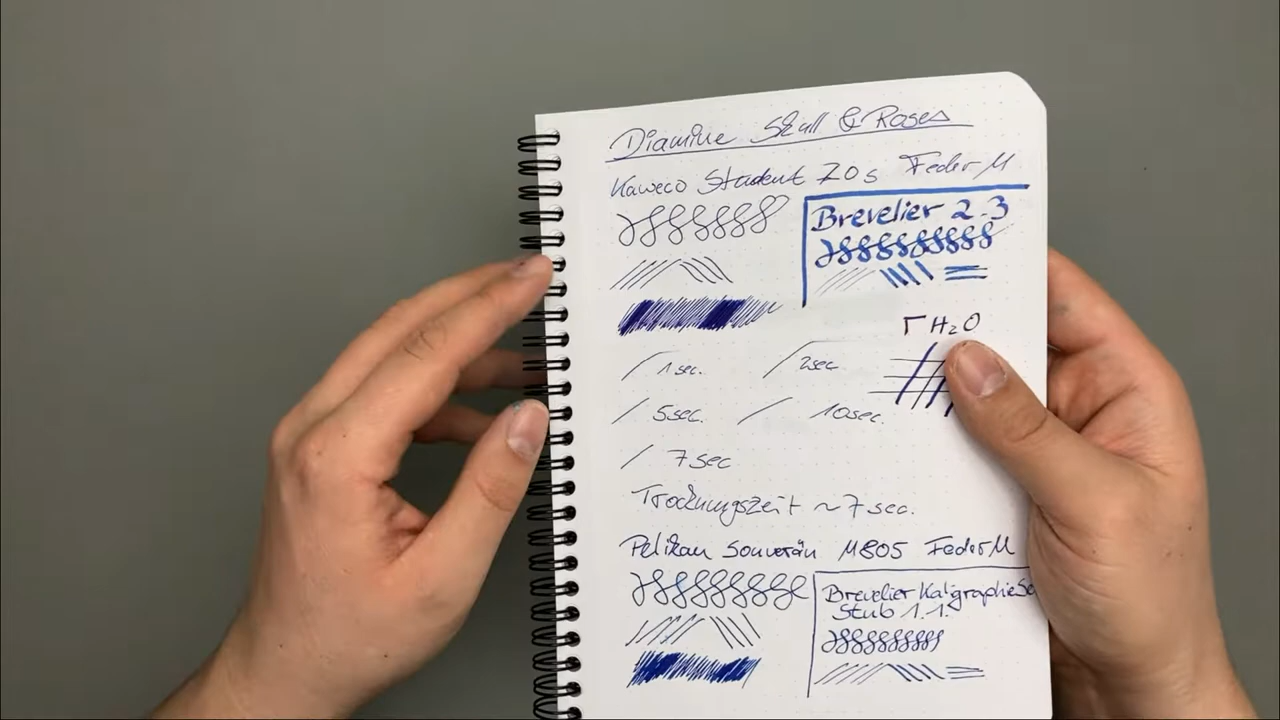 Diamine Skull & Roses
Kaweco Student 70s Feder M
Brevelier 2.3
H₂O
1sec. 2sec
5sec. 10sec.
7sec
Trocknungszeit ~7sec.
Pelikan Souverän M805 Feder M
Brevelier Kaligraphie
Stub 1.1.